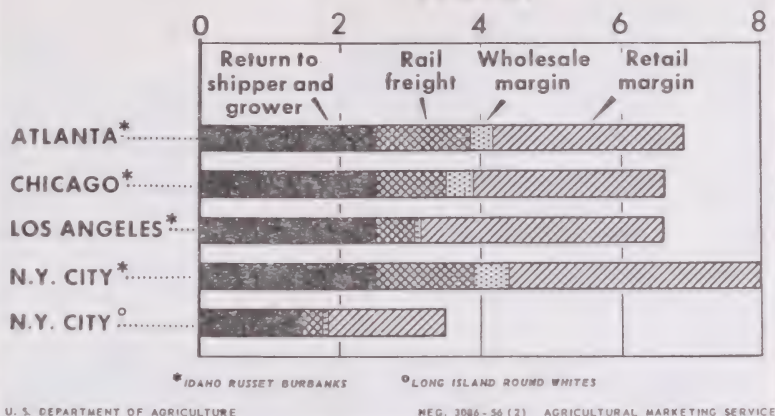 0 2 4 6 8
Return to shipper and grower
Rail freight
Wholesale margin
Retail margin
ATLANTA*
CHICAGO*
LOS ANGELES*
N.Y. CITY*
N.Y. CITY°
*IDAHO RUSSET BURBANKS °LONG ISLAND ROUND WHITES
U. S. DEPARTMENT OF AGRICULTURE NEG. 3086-56 (2) AGRICULTURAL MARKETING SERVICE